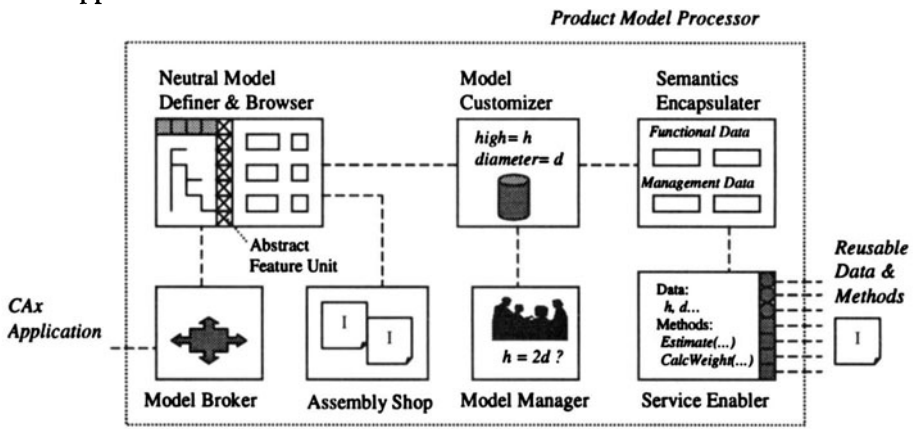 Product Model Processor
Neutral Model
Definer & Browser
Model
Customizer
Semantics
Encapsulater
high= h
diameter= d
Functional Data
Management Data
Abstract
Feature Unit
Reusable
Data &
Methods
CAx
Application
I
I
h = 2d ?
Data:
h, d...
Methods:
Estimate(...)
CalcWeight(...)
I
Model Broker
Assembly Shop
Model Manager
Service Enabler